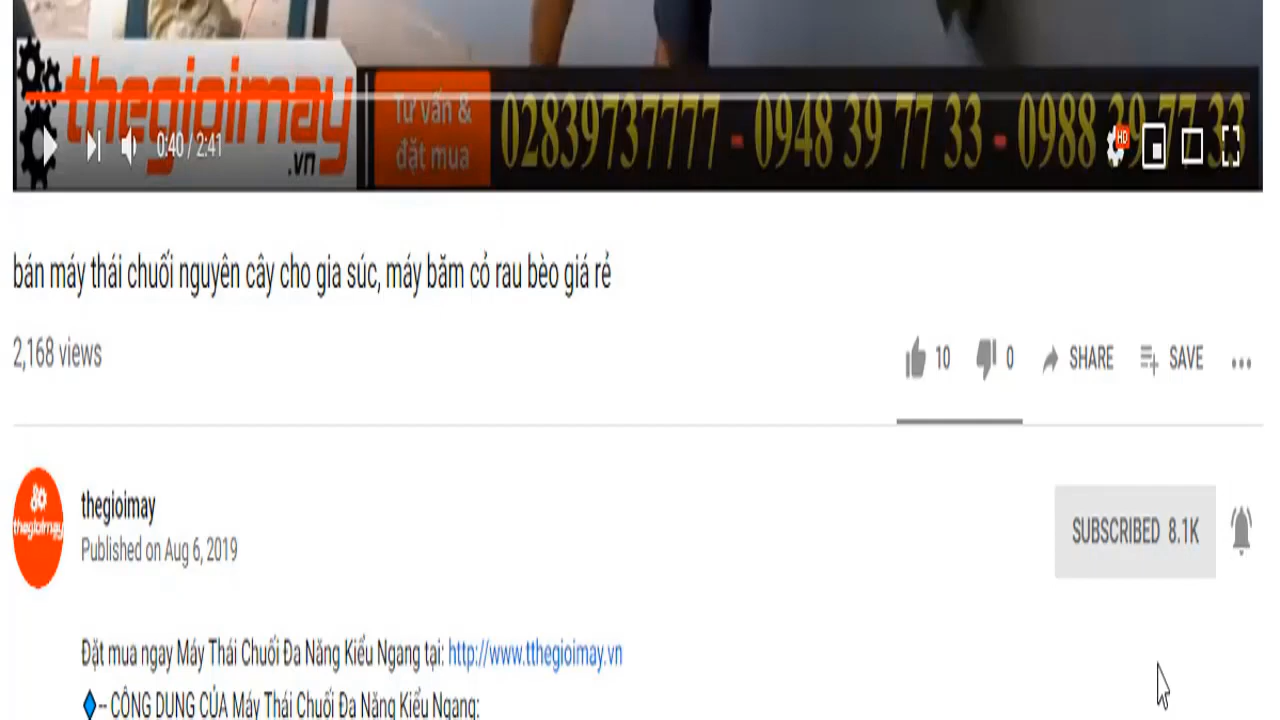 thegioimay
.vn
Tư vấn &
đặt mua
02839737777 - 0948 39 77 33 - 0988 39 77 33
0:40 / 2:41
HD
bán máy thái chuối nguyên cây cho gia súc, máy băm cỏ rau bèo giá rẻ
2,168 views
10 0 SHARE SAVE
thegioimay
thegioimay
Published on Aug 6, 2019
SUBSCRIBED 8.1K
Đặt mua ngay Máy Thái Chuối Đa Năng Kiểu Ngang tại: http://www.tthegioimay.vn
-- CÔNG DỤNG CỦA Máy Thái Chuối Đa Năng Kiểu Ngang: